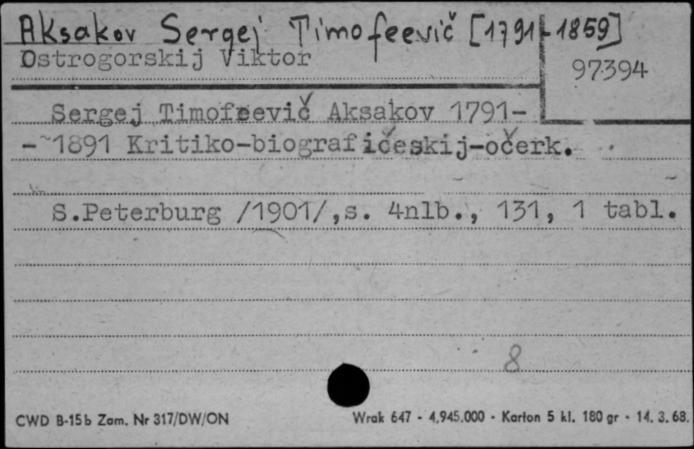 Aksakov Sergej Timofeevič [1791-1859]
Ostrogorskij Viktor
97394
Sergej Timofeevič Aksakov 1791-
-1891 Kritiko-biografičeskij-očerk.
S.Peterburg /1901/,s. 4nlb., 131, 1 tabl.
8
CWD B-15b Zam. Nr 317/DW/ON
Wrak 647 - 4,945.000 - Karton 5 kl. 180 gr - 14. 3. 68.